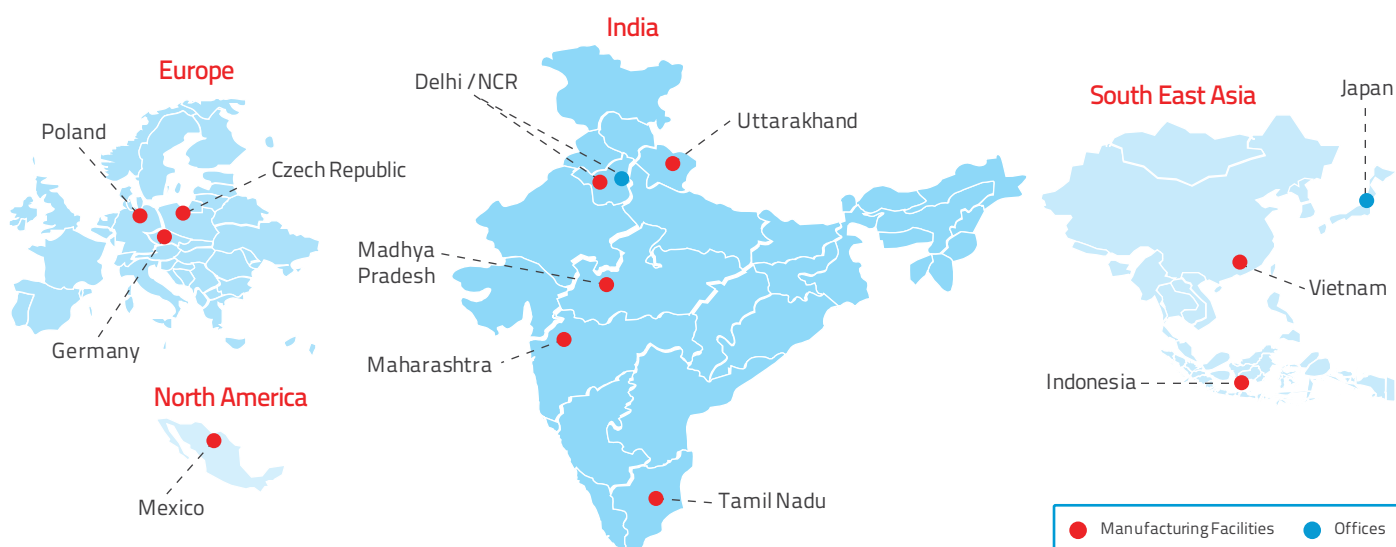 Europe
Poland
Czech Republic
Germany
North America
Mexico
India
Delhi / NCR
Uttarakhand
Madhya
Pradesh
Maharashtra
Tamil Nadu
South East Asia
Japan
Vietnam
Indonesia
Manufacturing Facilities
Offices